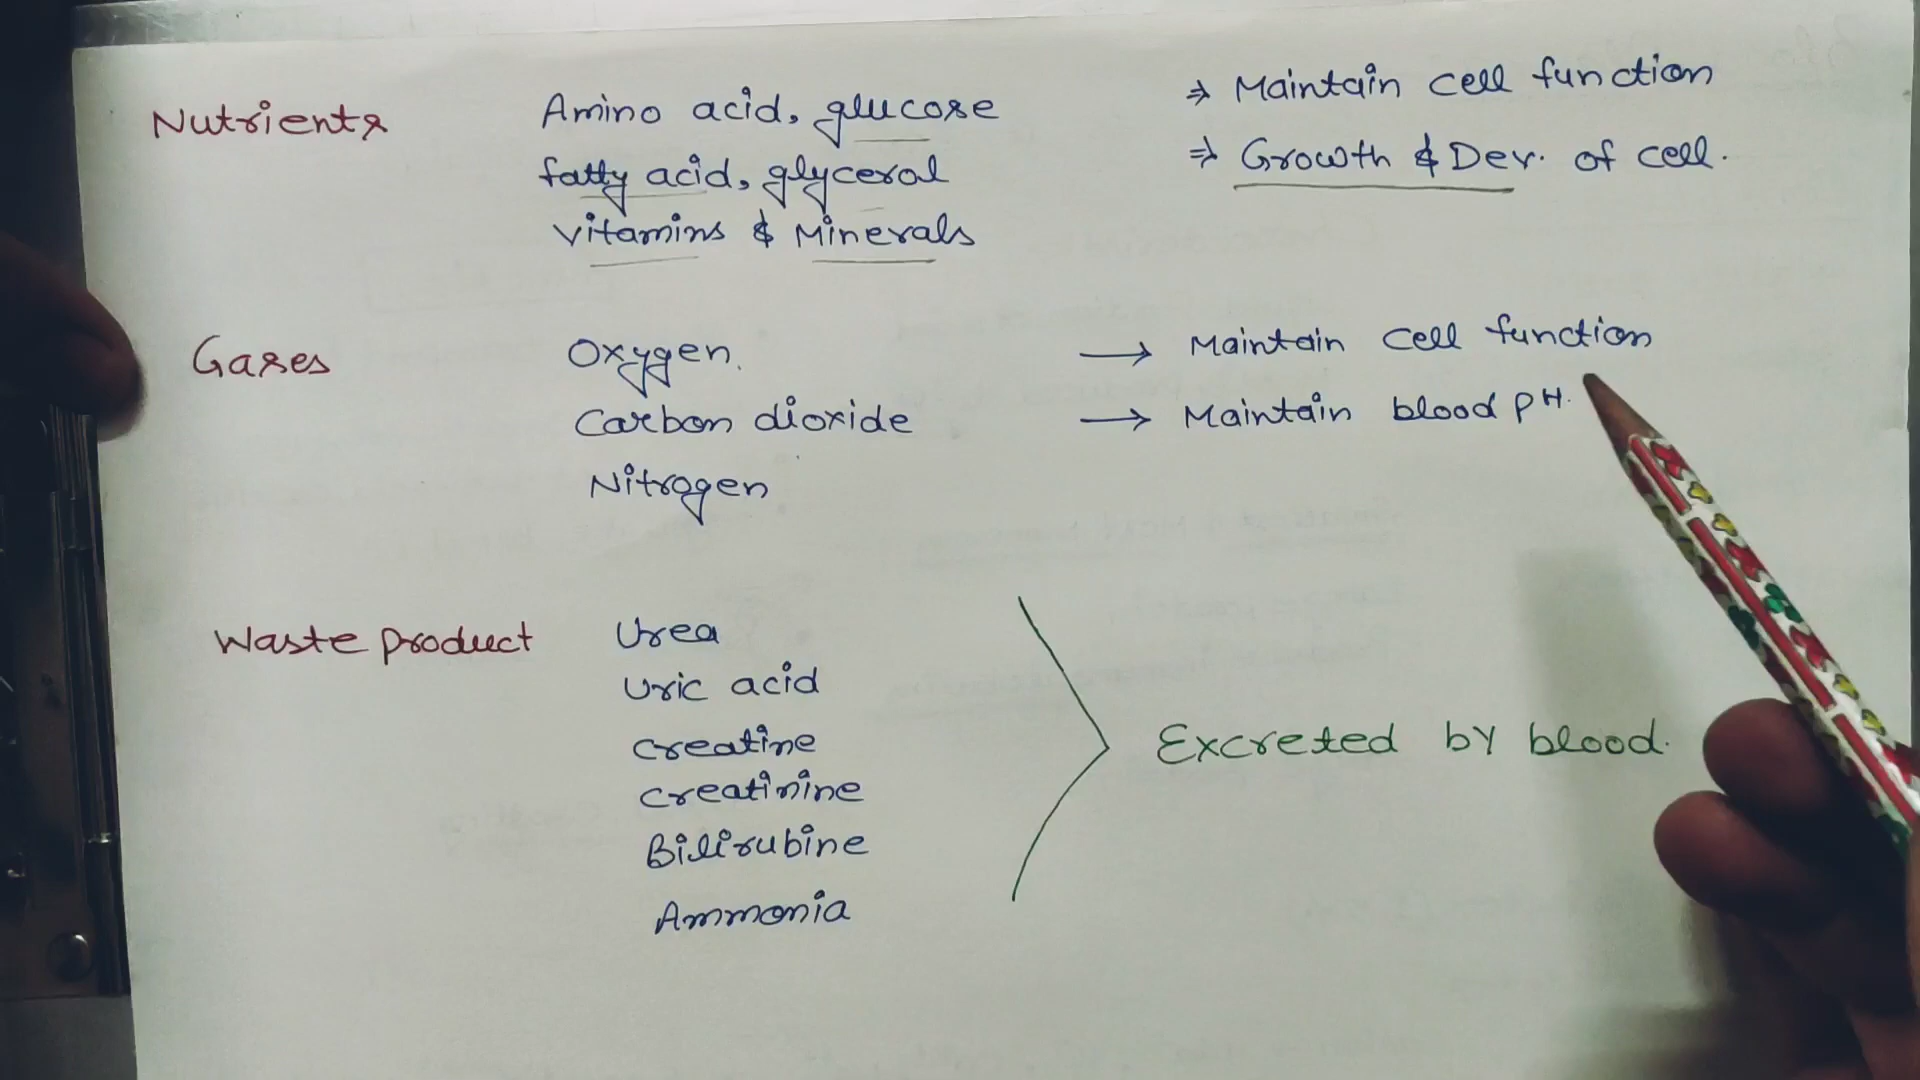 Nutrients Amino acid, glucose ⇒ Maintain cell function
fatty acid, glycerol ⇒ Growth & Dev. of cell.
vitamins & Minerals
Gases Oxygen. → Maintain cell function
Carbon dioxide → Maintain blood pH.
Nitrogen
Waste product Urea
Uric acid
Creatine
Excreted by blood.
Creatinine
Bilirubine
Ammonia